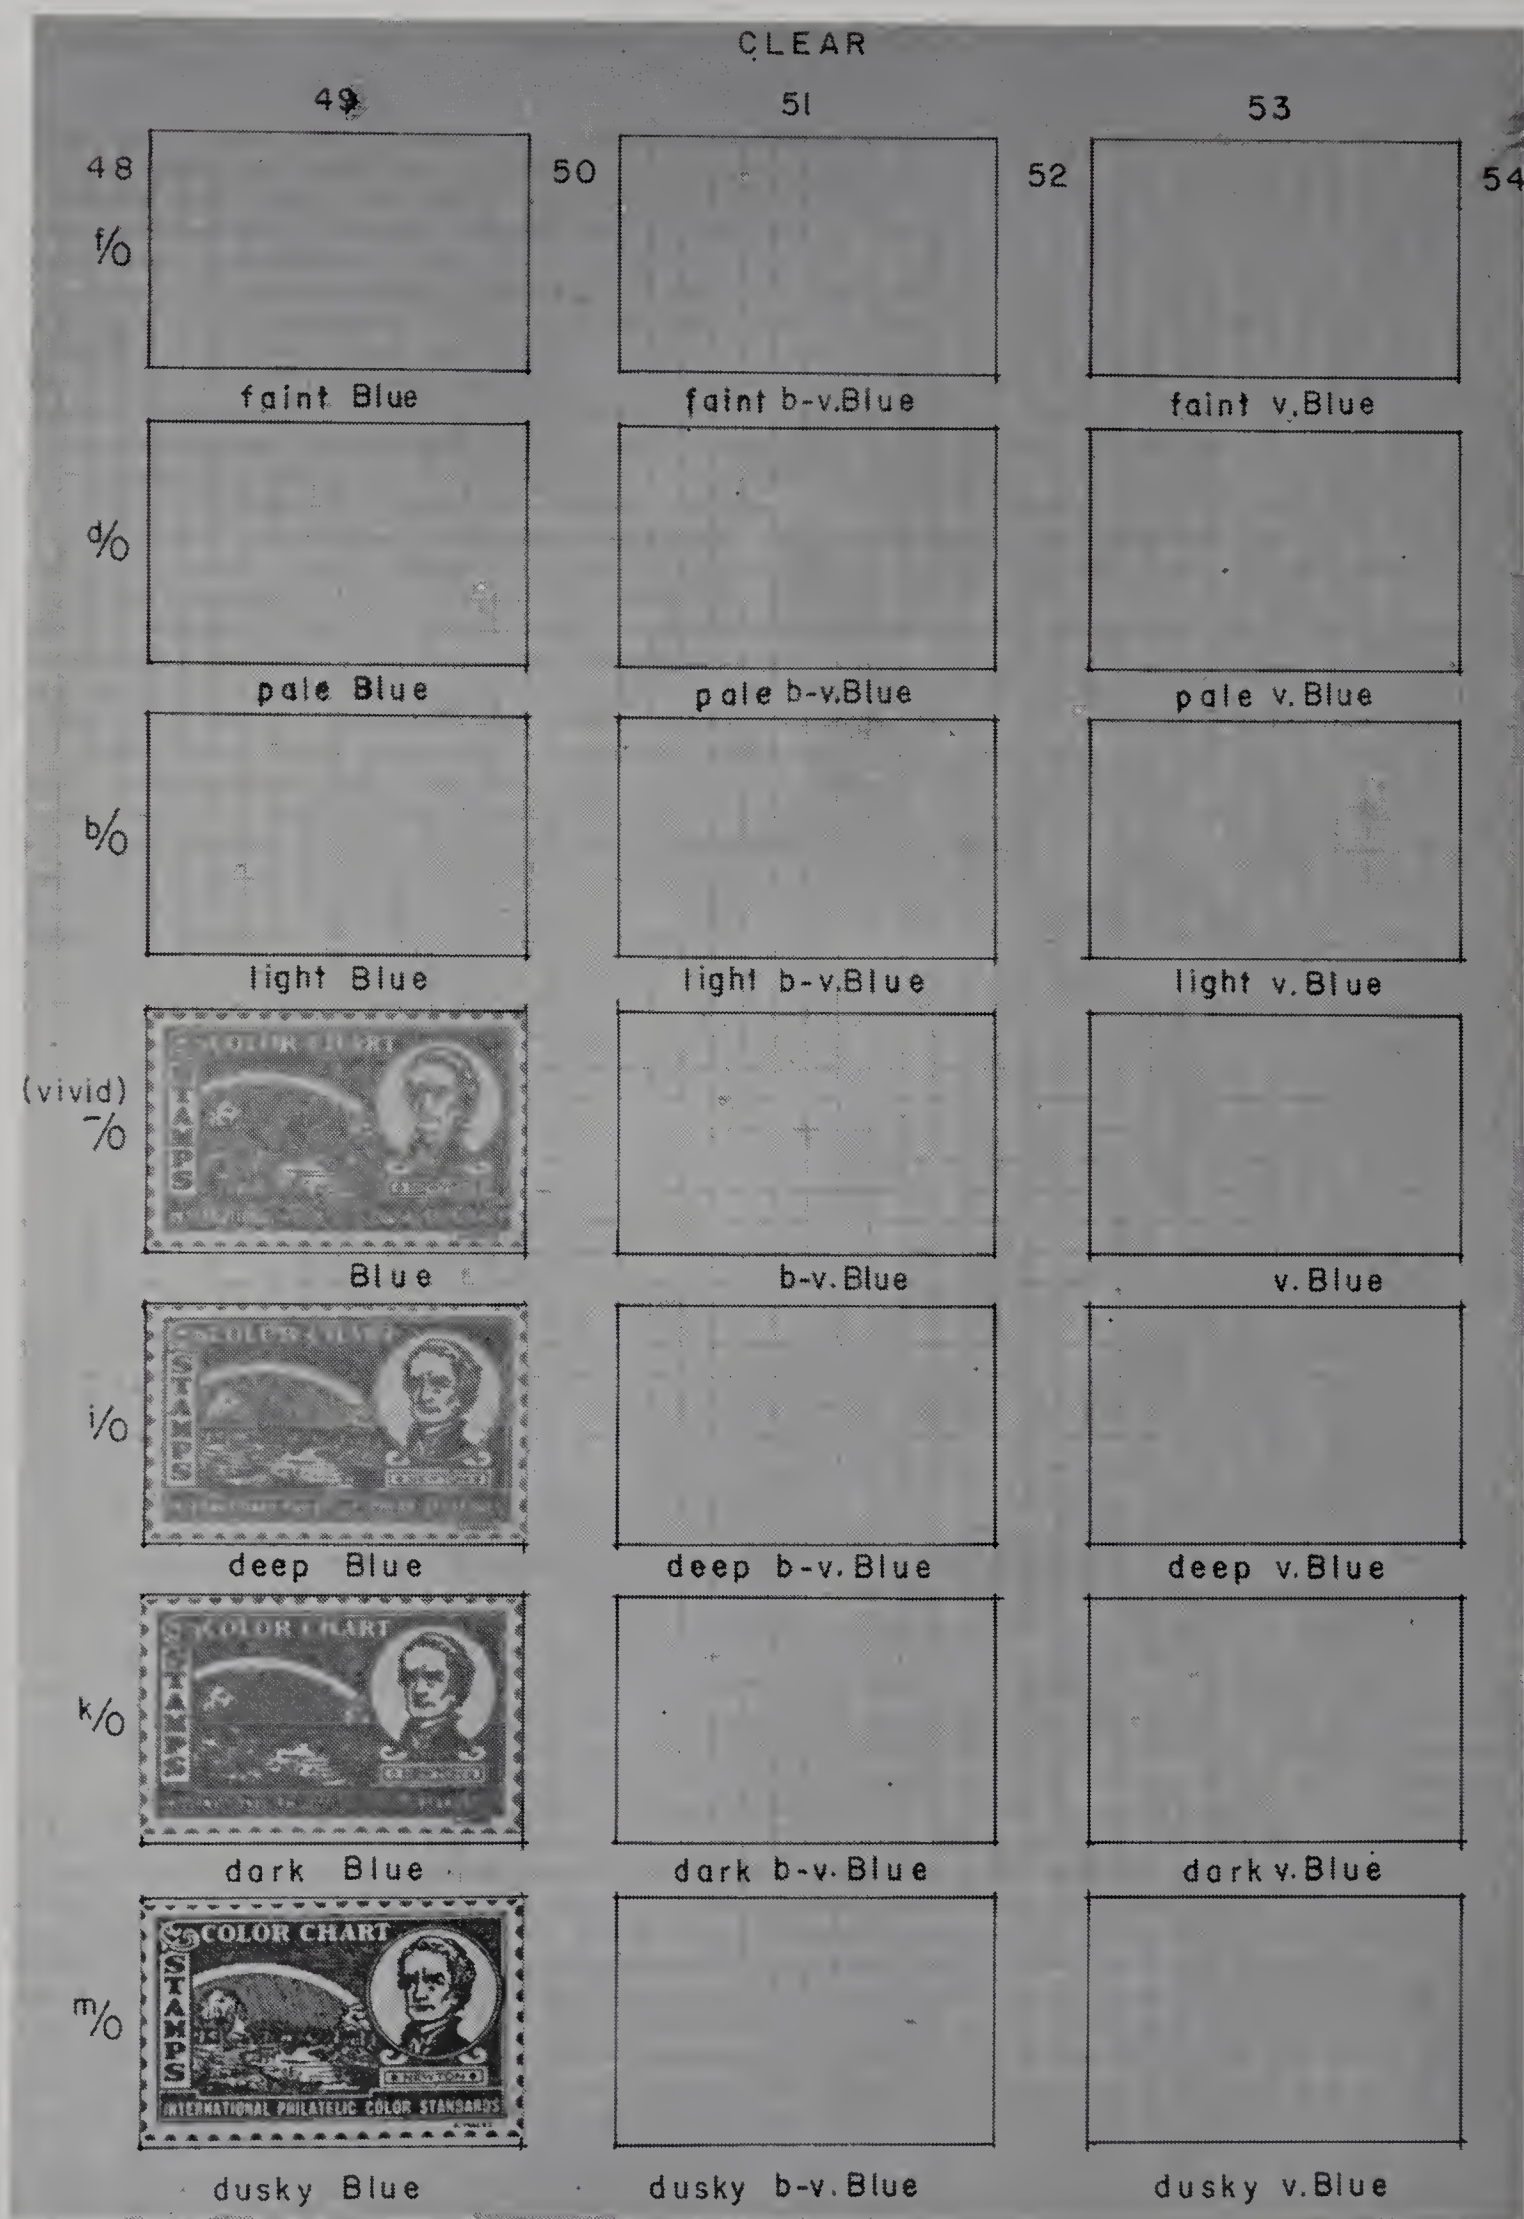 CLEAR
49 51 53
48 50 52 54
f/0
faint Blue faint b-v.Blue faint v.Blue
d/0
pale Blue pale b-v.Blue pale v.Blue
b/0
light Blue light b-v.Blue light v.Blue
COLOR CHART
STAMPS
(vivid)
-/0
Blue b-v.Blue v.Blue
COLOR CHART
STAMPS
i/0
deep Blue deep b-v.Blue deep v.Blue
COLOR CHART
STAMPS
k/0
dark Blue dark b-v.Blue dark v.Blue
COLOR CHART
STAMPS
m/0
NEWTON
INTERNATIONAL PHILATELIC COLOR STANDARDS
dusky Blue dusky b-v.Blue dusky v.Blue